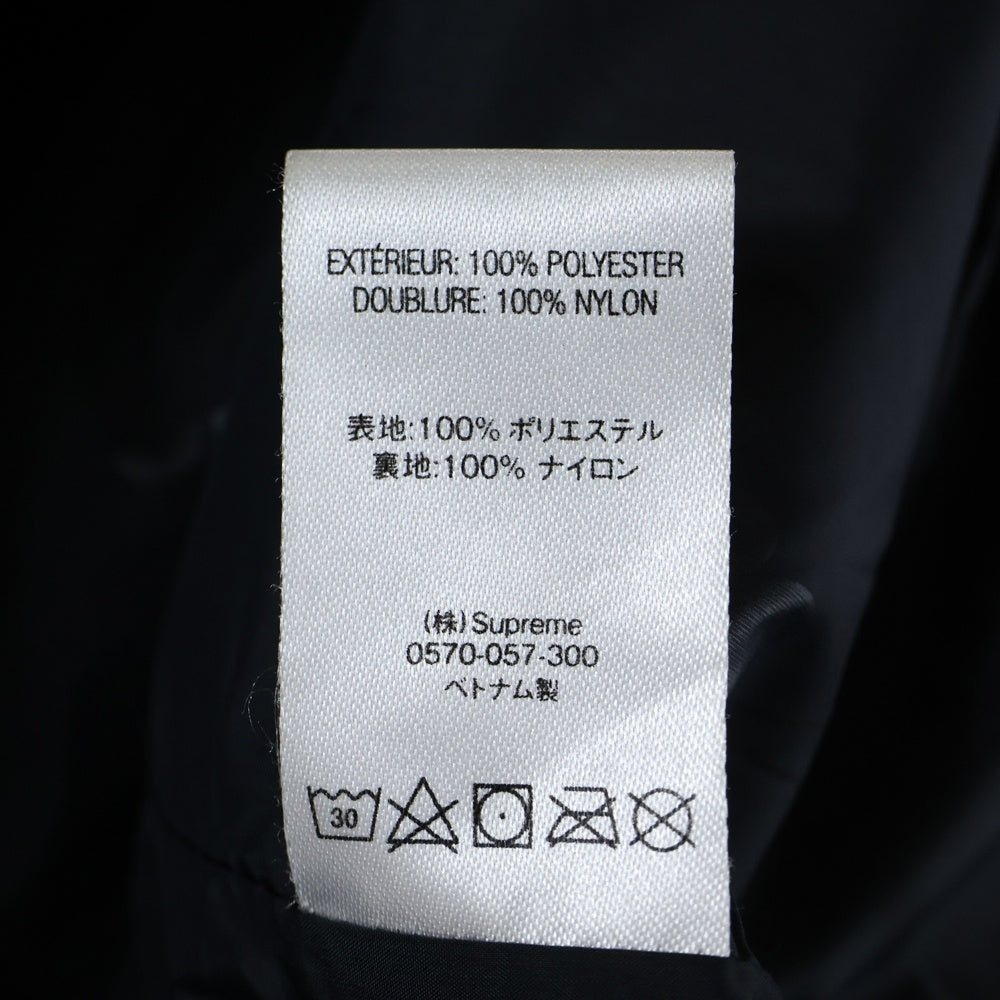 EXTÉRIEUR: 100% POLYESTER
DOUBLURE: 100% NYLON
表地:100% ポリエステル
裏地:100% ナイロン
(株)Supreme
0570-057-300
ベトナム製
30